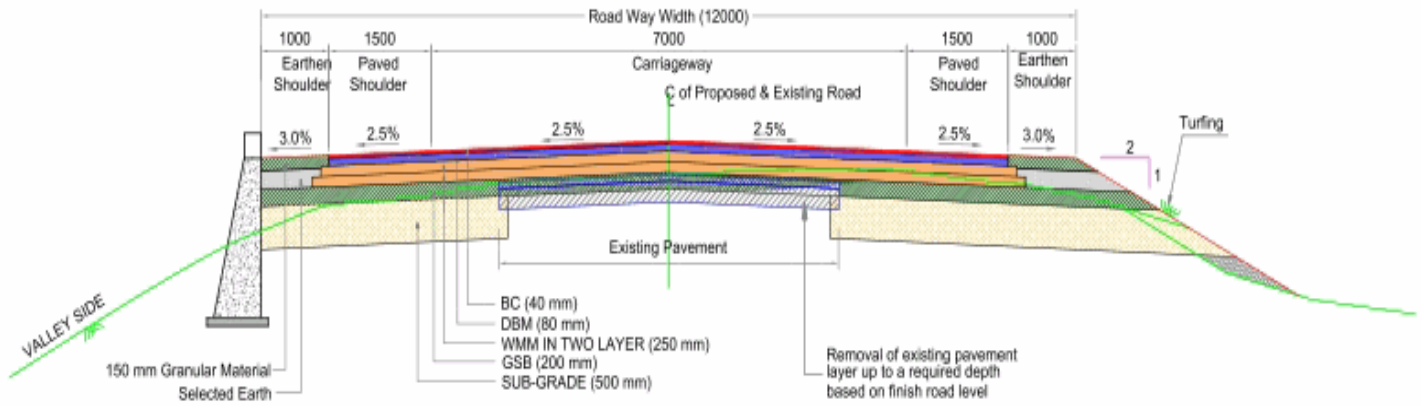 Road Way Width (12000)
1000
1500
7000
1500
1000
Earthen
Shoulder
Paved
Shoulder
Carriageway
Paved
Shoulder
Earthen
Shoulder
℄ of Proposed & Existing Road
Turfing
3.0%
2.5%
2.5%
2.5%
2.5%
3.0%
2
1
Existing Pavement
VALLEY SIDE
BC (40 mm)
DBM (80 mm)
WMM IN TWO LAYER (250 mm)
GSB (200 mm)
SUB-GRADE (500 mm)
150 mm Granular Material
Selected Earth
Removal of existing pavement
layer up to a required depth
based on finish road level